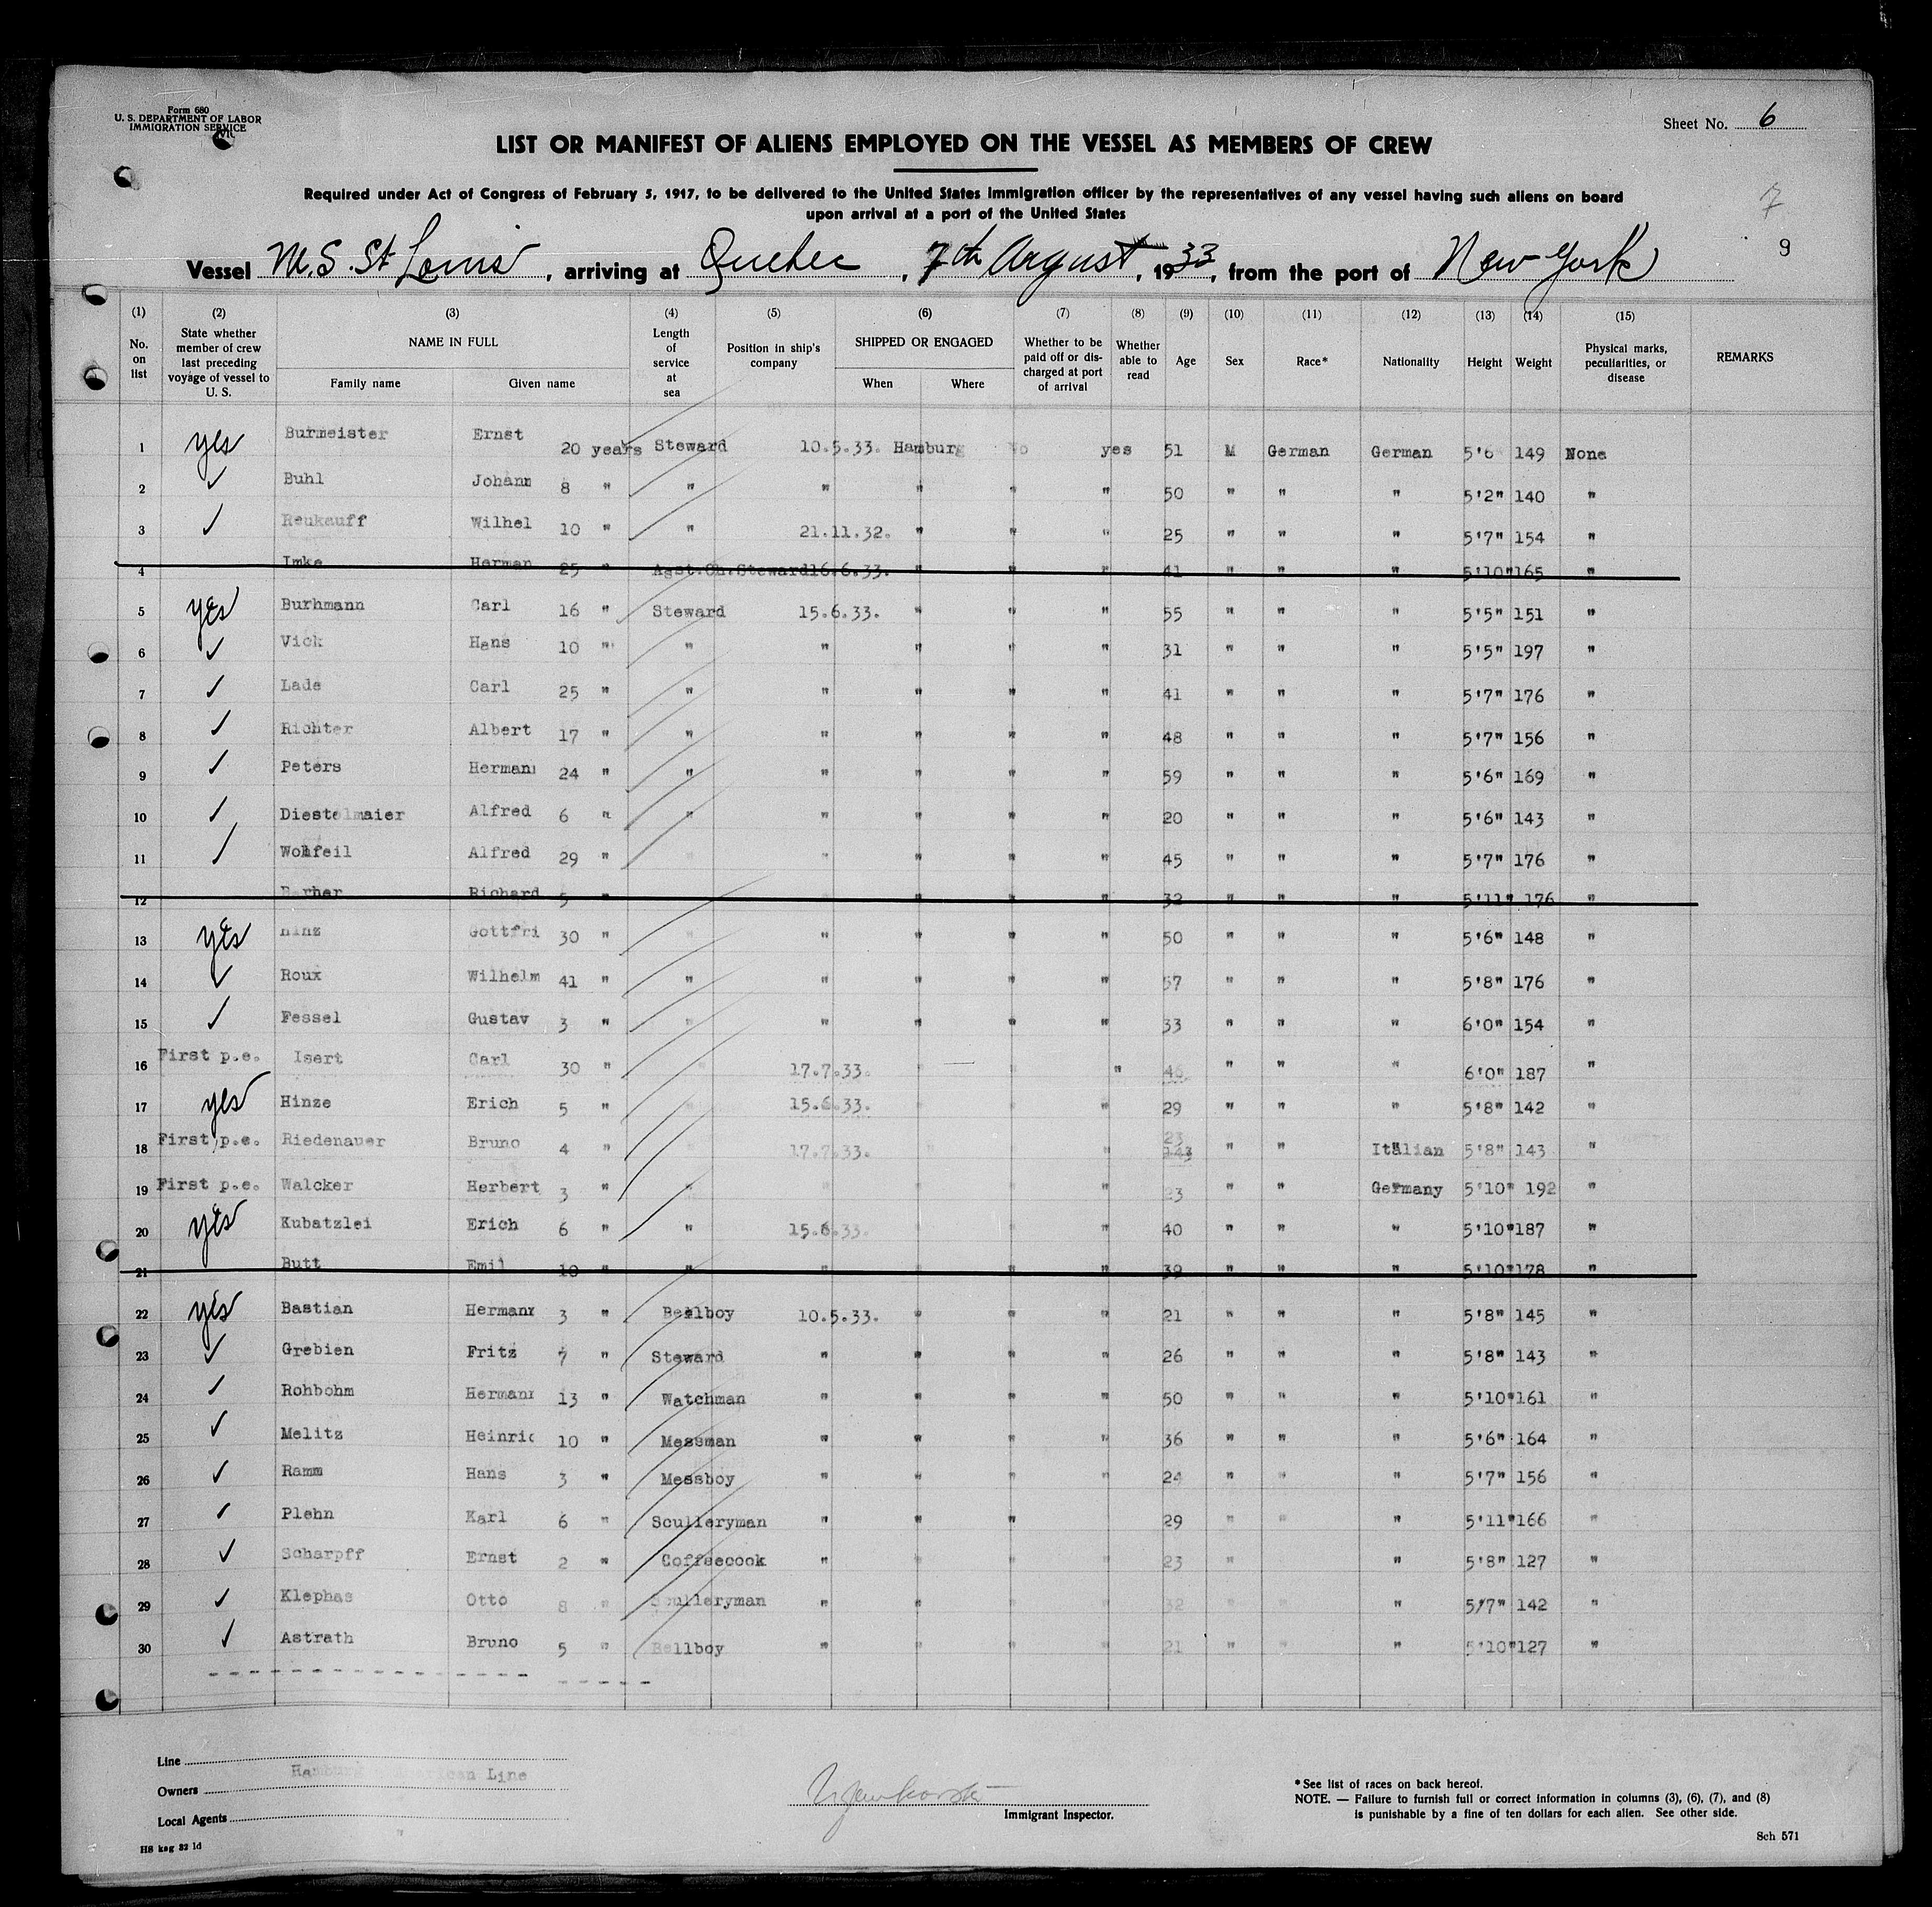 Form 680
U. S. DEPARTMENT OF LABOR
IMMIGRATION SERVICE
Sheet No. 6
LIST OR MANIFEST OF ALIENS EMPLOYED ON THE VESSEL AS MEMBERS OF CREW
Required under Act of Congress of February 5, 1917, to be delivered to the United States immigration officer by the representatives of any vessel having such aliens on board
upon arrival at a port of the United States
7
9
Vessel M.S. St Louis, arriving at Quebec, 7th August, 1933, from the port of New York
(1) (2) (3) (4) (5) (6) (7) (8) (9) (10) (11) (12) (13) (14) (15)
No. on list
State whether member of crew last preceding voyage of vessel to U. S.
NAME IN FULL
Family name Given name
Length of service at sea
Position in ship's company
SHIPPED OR ENGAGED
When Where
Whether to be paid off or discharged at port of arrival
Whether able to read
Age
Sex
Race*
Nationality
Height
Weight
Physical marks, peculiarities, or disease
REMARKS
1 yes Burmeister Ernst 20 years Steward 10.5.33. Hamburg No yes 51 M German German 5'6 149 None
2 ✓ Buhl Johann 8 " " " " " " 50 " " " 5'2" 140 "
3 ✓ Reukauff Wilhel 10 " " 21.11.32. " " " 25 " " " 5'7" 154 "
4 Imke Herman 25 " Asst.Ch.Steward 16.6.33. " " " 41 " " " 5'10" 165 "
5 yes Burhmann Carl 16 " Steward 15.6.33. " " " 55 " " " 5'5" 151 "
6 ✓ Vick Hans 10 " " " " " " 31 " " " 5'5" 197 "
7 ✓ Lade Carl 25 " " " " " " 41 " " " 5'7" 176 "
8 ✓ Richter Albert 17 " " " " " " 48 " " " 5'7" 156 "
9 ✓ Peters Hermann 24 " " " " " " 59 " " " 5'6" 169 "
10 ✓ Diestelmaier Alfred 6 " " " " " " 20 " " " 5'6" 143 "
11 ✓ Wohfeil Alfred 29 " " " " " " 45 " " " 5'7" 176 "
12 Richard 5 " " " " " 32 " " " 5'11" 176 "
13 yes Hinz Gottfri 30 " " " " " " 50 " " " 5'6" 148 "
14 ✓ Roux Wilhelm 41 " " " " " " 57 " " " 5'8" 176 "
15 ✓ Fessel Gustav 3 " " " " " " 33 " " " 6'0" 154 "
16 First p.e. Isert Carl 30 " " 17.7.33. " " " 46 " " " 6'0" 187 "
17 yes Hinze Erich 5 " " 15.6.33. " " 29 " " " 5'8" 142 "
18 First p.e. Riedenauer Bruno 4 " " 17.7.33. " " 23 143 " " Italian 5'8" 143 "
19 First p.e. Walcker Herbert 3 " " " " " " 23 " " Germany 5'10" 192 "
20 yes Kubatzlei Erich 6 " " 15.6.33. " " 40 " " " 5'10" 187 "
21 Butt Emil 10 " " " " " " 39 " " " 5'10" 178 "
22 yes Bastian Hermann 3 " Bellboy 10.5.33. " " " 21 " " " 5'8" 145 "
23 ✓ Grebien Fritz 7 " Steward " " " " 26 " " " 5'8" 143 "
24 ✓ Rohbohm Hermann 13 " Watchman " " " " 50 " " " 5'10" 161 "
25 ✓ Melitz Heinric 10 " Messman " " " " 36 " " " 5'6" 164 "
26 ✓ Ramm Hans 3 " Messboy " " " " 24 " " " 5'7" 156 "
27 ✓ Plehn Karl 6 " Sculleryman " " " 29 " " " 5'11" 166 "
28 ✓ Scharpff Ernst 2 " Coffeecook " " " " 23 " " 5'8" 127 "
29 ✓ Klephas Otto 8 " Sculleryman " " " " 32 " " " 5/7" 142 "
30 ✓ Astrath Bruno 5 " Bellboy " " " " 21 " " " 5'10" 127 "
Line
Owners Hamburg American Line
Local Agents "
Immigrant Inspector.
*See list of races on back hereof.
NOTE. — Failure to furnish full or correct information in columns (3), (6), (7), and (8)
is punishable by a fine of ten dollars for each alien. See other side.
HS kag 32 1d
Sch 571